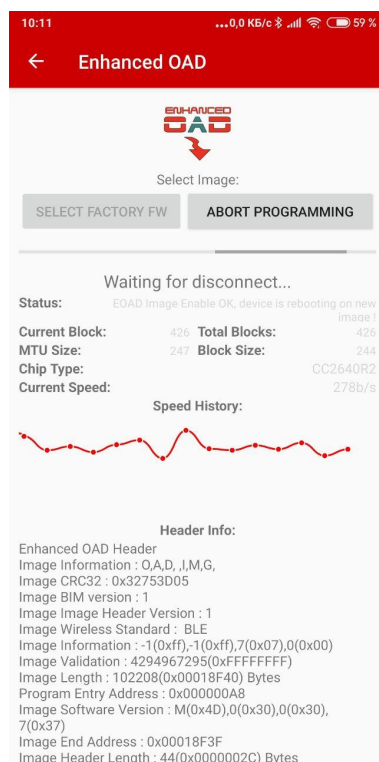 10:11 ...0,0 КБ/с 59 %
Enhanced OAD
ENHANCED
OAD
Select Image:
SELECT FACTORY FW ABORT PROGRAMMING
Waiting for disconnect...
Status: EOAD Image Enable OK, device is rebooting on new
image !
Current Block: 426 Total Blocks: 426
MTU Size: 247 Block Size: 244
Chip Type: CC2640R2
Current Speed: 278b/s
Speed History:
Header Info:
Enhanced OAD Header
Image Information : O,A,D, ,I,M,G,
Image CRC32 : 0x32753D05
Image BIM version : 1
Image Image Header Version : 1
Image Wireless Standard : BLE
Image Information : -1(0xff),-1(0xff),7(0x07),0(0x00)
Image Validation : 4294967295(0xFFFFFFFF)
Image Length : 102208(0x00018F40) Bytes
Program Entry Address : 0x000000A8
Image Software Version : M(0x4D),0(0x30),0(0x30),
7(0x37)
Image End Address : 0x00018F3F
Image Header Length : 44(0x0000002C) Bytes